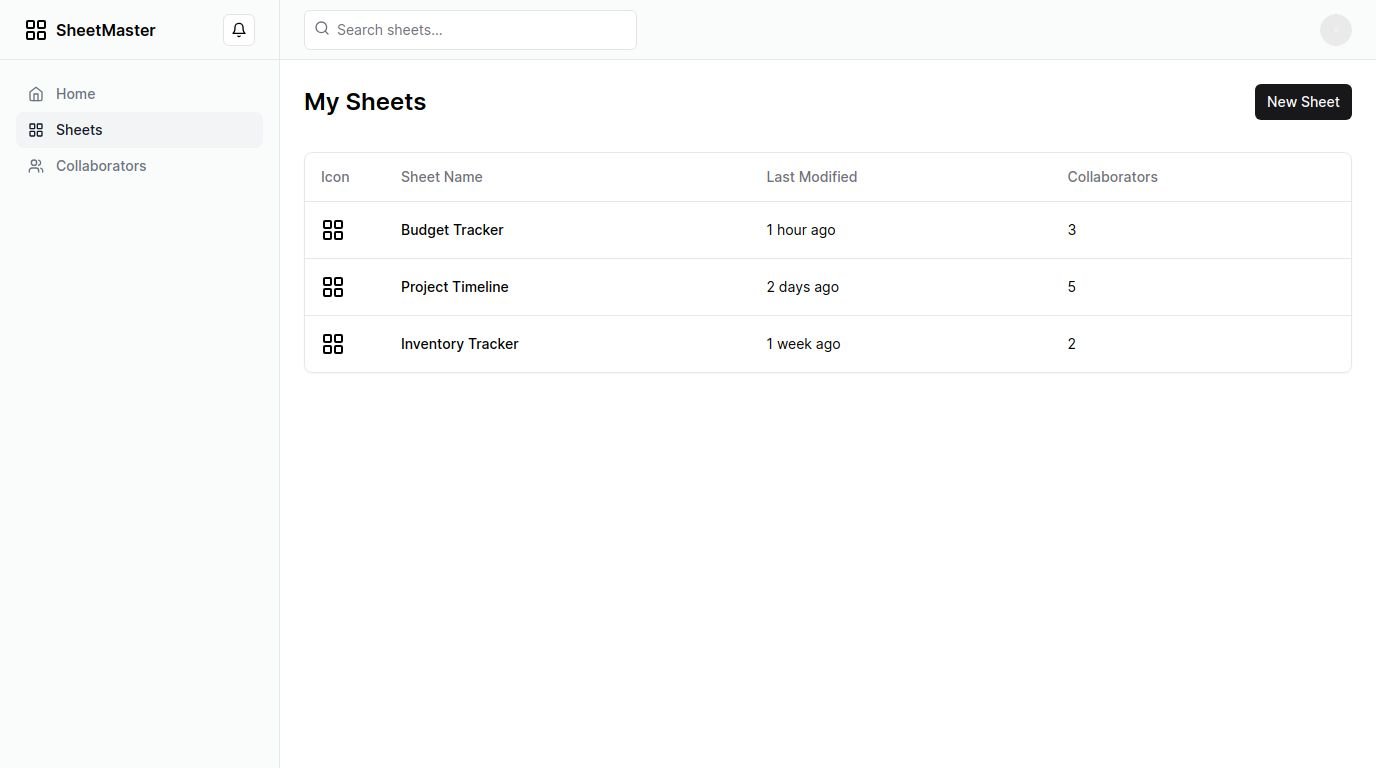 SheetMaster
Search sheets...
Home
Sheets
Collaborators
My Sheets
New Sheet
Icon Sheet Name Last Modified Collaborators
Budget Tracker 1 hour ago 3
Project Timeline 2 days ago 5
Inventory Tracker 1 week ago 2